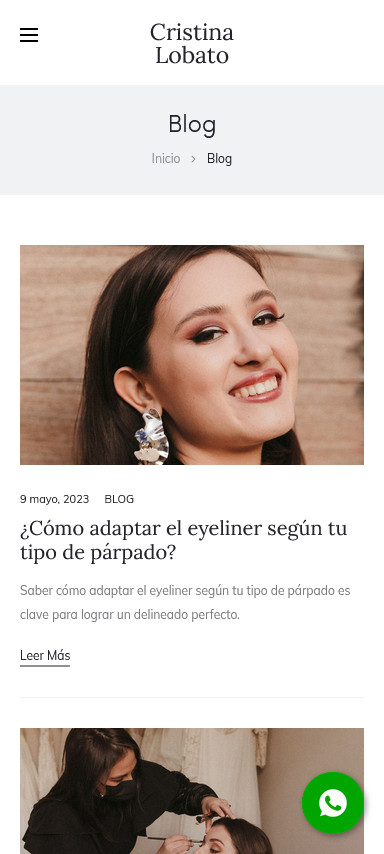 Cristina
Lobato
Blog
Inicio > Blog
9 mayo, 2023 BLOG
¿Cómo adaptar el eyeliner según tu
tipo de párpado?
Saber cómo adaptar el eyeliner según tu tipo de párpado es
clave para lograr un delineado perfecto.
Leer Más